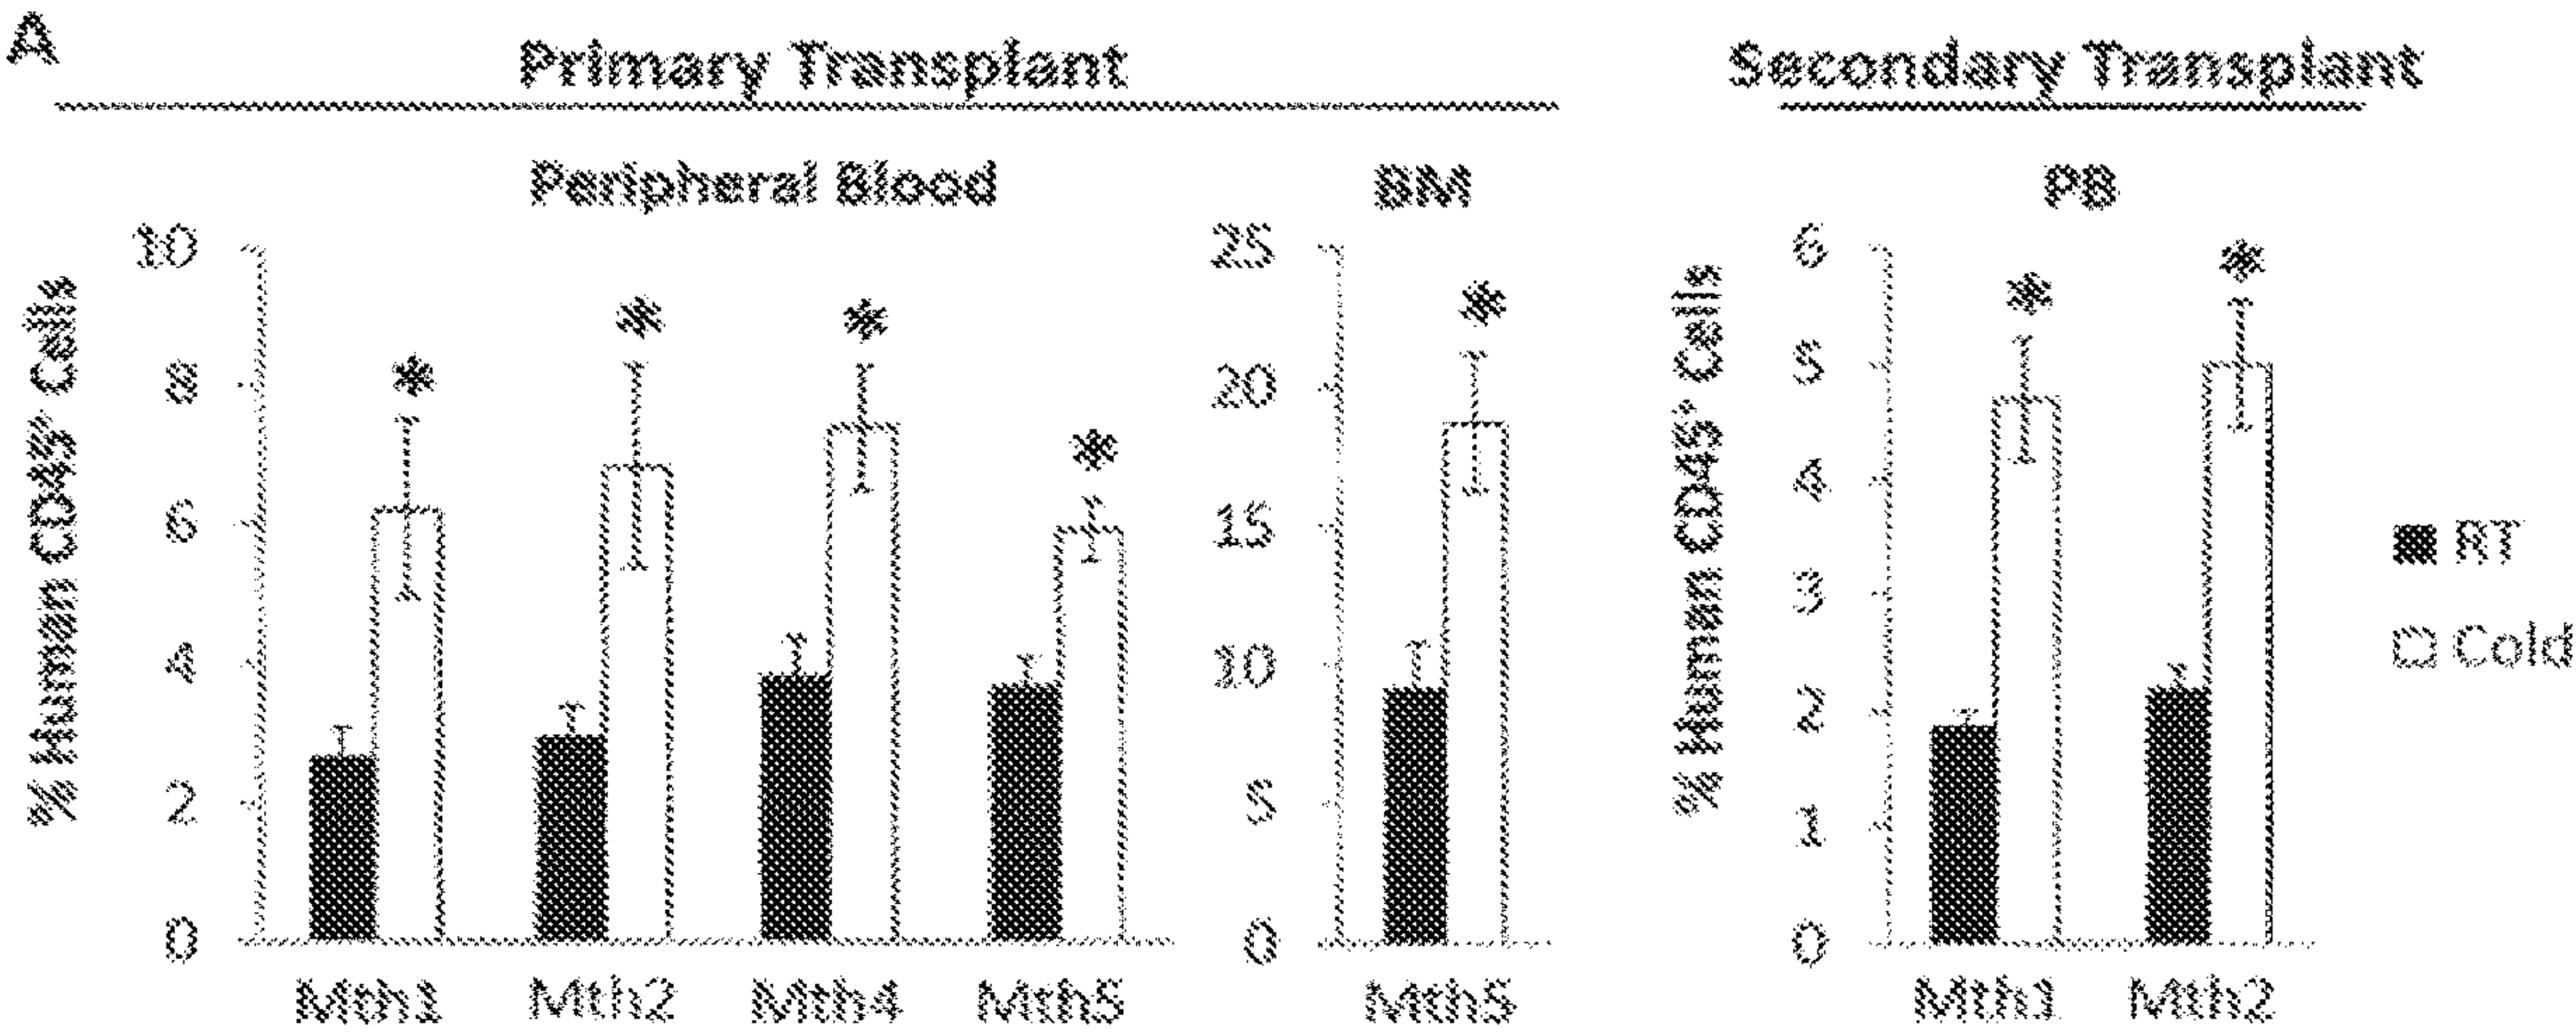 A
Primary Transplant
Secondary Transplant
Peripheral Blood
BM
PB
% Human CD45+ Cells
10
8
6
4
2
0
Mth1 Mth2 Mth4 Mth5
* * * *
25
20
15
10
5
0
Mth5
*
% Human CD45+ Cells
6
5
4
3
2
1
0
Mth1 Mth2
* *
RT
Cold